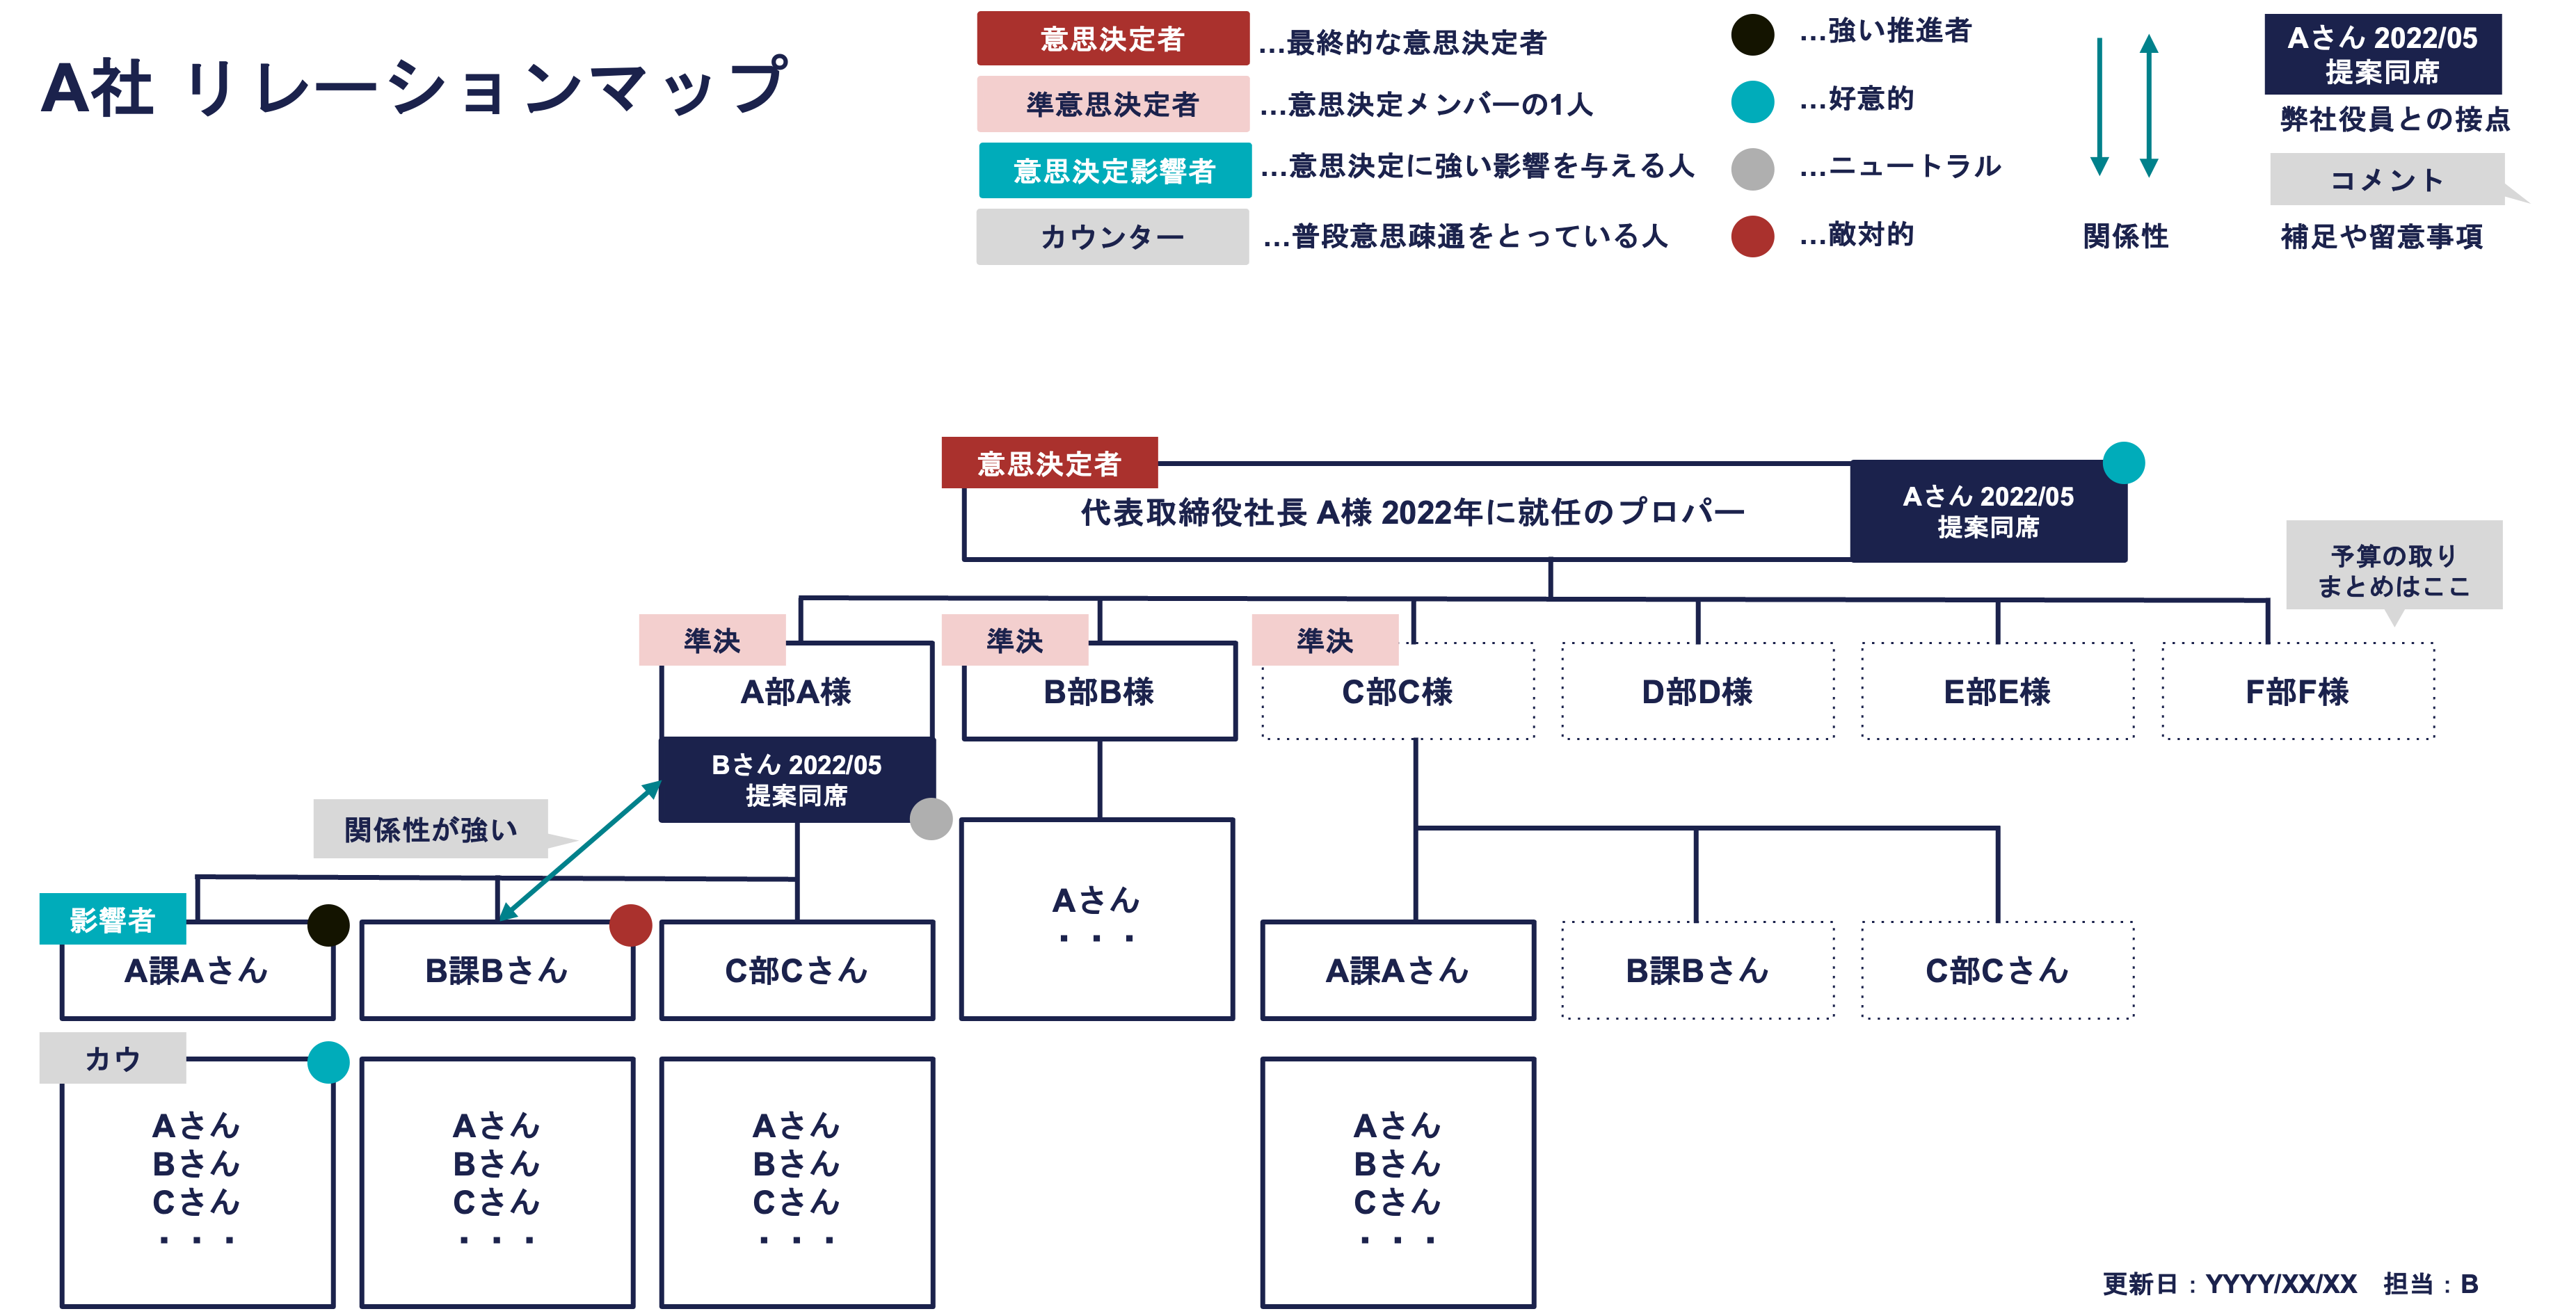 A社 リレーションマップ
意思決定者
…最終的な意思決定者
準意思決定者
…意思決定メンバーの1人
意思決定影響者
…意思決定に強い影響を与える人
カウンター
…普段意思疎通をとっている人
…強い推進者
…好意的
…ニュートラル
…敵対的
関係性
Aさん 2022/05
提案同席
弊社役員との接点
コメント
補足や留意事項
意思決定者
代表取締役社長 A様 2022年に就任のプロパー
Aさん 2022/05
提案同席
予算の取り
まとめはここ
準決
A部A様
準決
B部B様
準決
C部C様
D部D様
E部E様
F部F様
Bさん 2022/05
提案同席
関係性が強い
影響者
A課Aさん
B課Bさん
C部Cさん
Aさん
・・・
A課Aさん
B課Bさん
C部Cさん
カウ
Aさん
Bさん
Cさん
・・・
Aさん
Bさん
Cさん
・・・
Aさん
Bさん
Cさん
・・・
Aさん
Bさん
Cさん
・・・
更新日：YYYY/XX/XX　担当：B